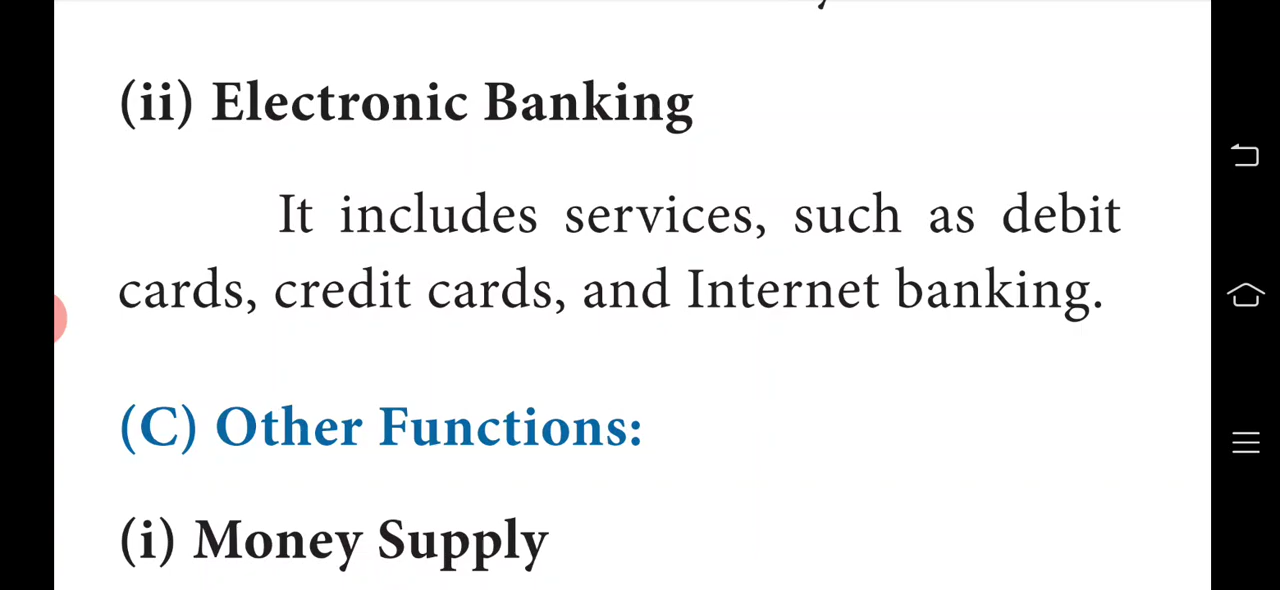 (ii) Electronic Banking
It includes services, such as debit
cards, credit cards, and Internet banking.
(C) Other Functions:
(i) Money Supply